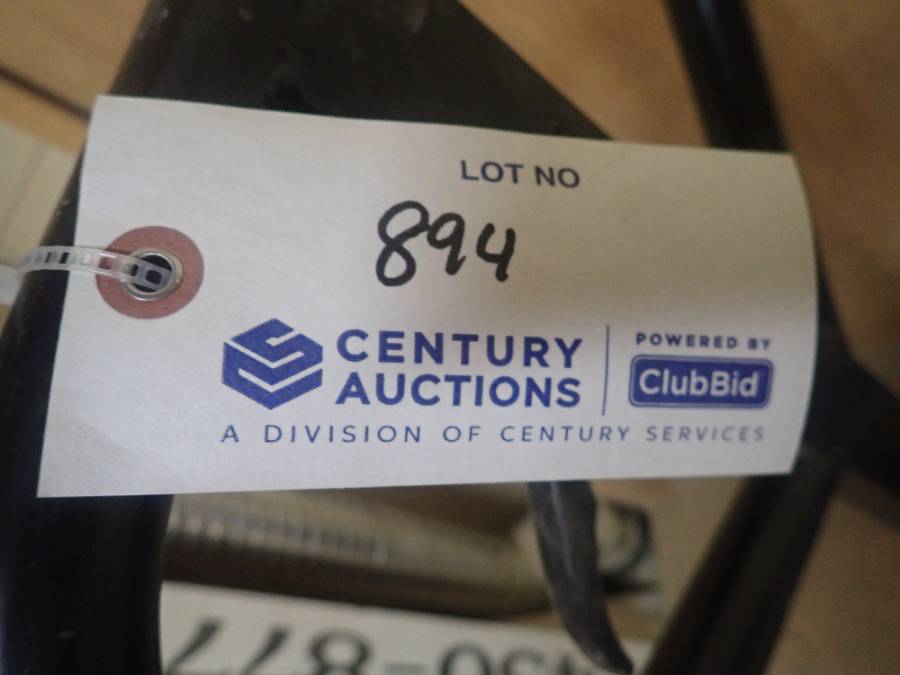 LOT NO
894
CENTURY
AUCTIONS
POWERED BY
ClubBid
A DIVISION OF CENTURY SERVICES